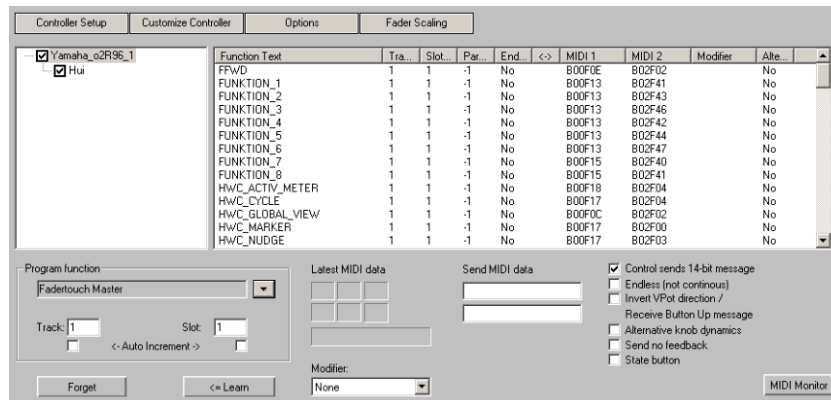 Controller Setup Customize Controller Options Fader Scaling
Yamaha_o2R96_1
Hui
Function Text Tra... Slot... Par... End... <-> MIDI 1 MIDI 2 Modifier Alte...
FFWD 1 1 -1 No B00F0E B02F02 No
FUNKTION_1 1 1 -1 No B00F13 B02F41 No
FUNKTION_2 1 1 -1 No B00F13 B02F43 No
FUNKTION_3 1 1 -1 No B00F13 B02F46 No
FUNKTION_4 1 1 -1 No B00F13 B02F42 No
FUNKTION_5 1 1 -1 No B00F13 B02F44 No
FUNKTION_6 1 1 -1 No B00F13 B02F47 No
FUNKTION_7 1 1 -1 No B00F15 B02F40 No
FUNKTION_8 1 1 -1 No B00F15 B02F41 No
HWC_ACTIV_METER 1 1 -1 No B00F18 B02F04 No
HWC_CYCLE 1 1 -1 No B00F17 B02F04 No
HWC_GLOBAL_VIEW 1 1 -1 No B00F0C B02F02 No
HWC_MARKER 1 1 -1 No B00F17 B02F00 No
HWC_NUDGE 1 1 -1 No B00F17 B02F03 No
Program function
Fadertouch Master
Track: 1 Slot: 1
<- Auto Increment ->
Forget <= Learn
Latest MIDI data
Modifier:
None
Send MIDI data
Control sends 14-bit message
Endless (not continous)
Invert VPot direction /
Receive Button Up message
Alternative knob dynamics
Send no feedback
State button
MIDI Monitor